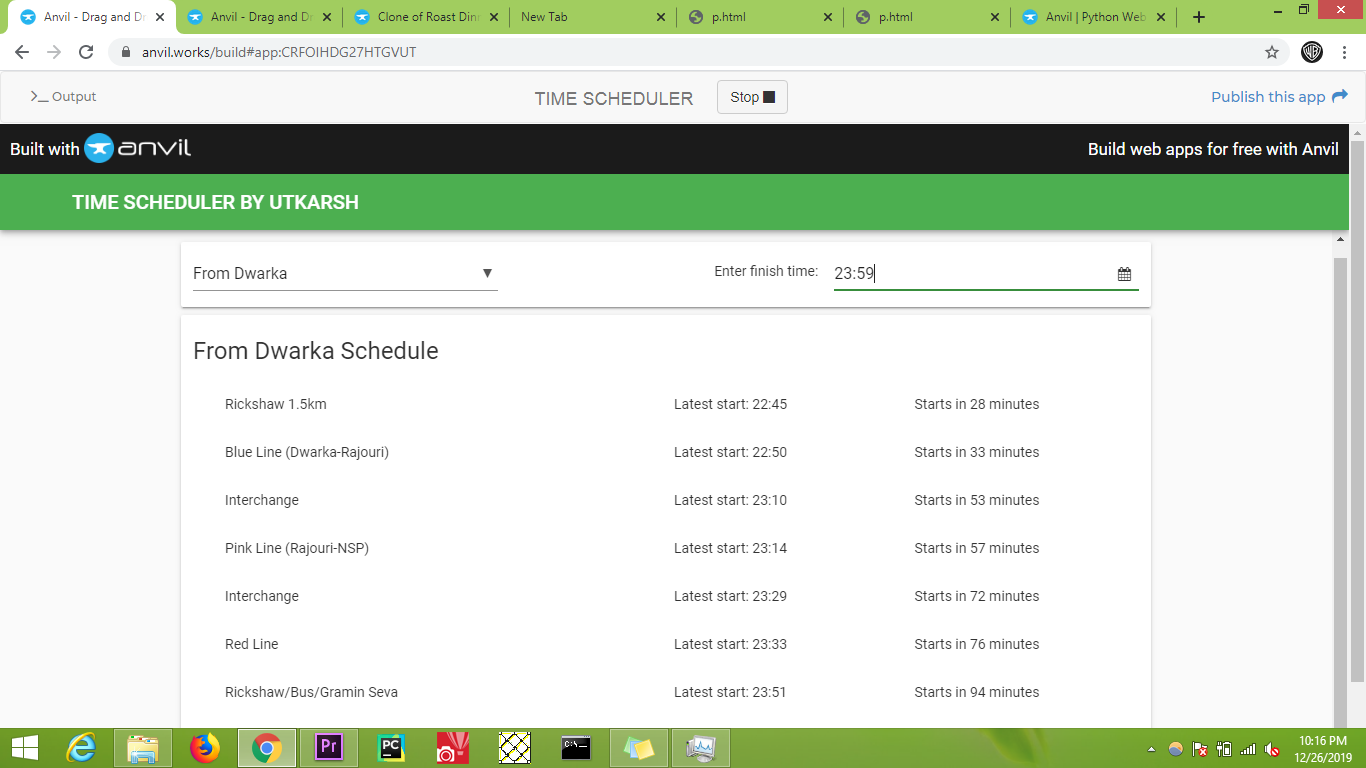 Anvil - Drag and Dr
Anvil - Drag and Dr
Clone of Roast Dinn
New Tab
p.html
p.html
Anvil | Python Web
anvil.works/build#app:CRFOIHDG27HTGVUT
Output
TIME SCHEDULER
Stop
Publish this app
Built with anvil
Build web apps for free with Anvil
TIME SCHEDULER BY UTKARSH
From Dwarka
Enter finish time: 23:59
From Dwarka Schedule
Rickshaw 1.5km Latest start: 22:45 Starts in 28 minutes
Blue Line (Dwarka-Rajouri) Latest start: 22:50 Starts in 33 minutes
Interchange Latest start: 23:10 Starts in 53 minutes
Pink Line (Rajouri-NSP) Latest start: 23:14 Starts in 57 minutes
Interchange Latest start: 23:29 Starts in 72 minutes
Red Line Latest start: 23:33 Starts in 76 minutes
Rickshaw/Bus/Gramin Seva Latest start: 23:51 Starts in 94 minutes
Pr
PC
10:16 PM
12/26/2019